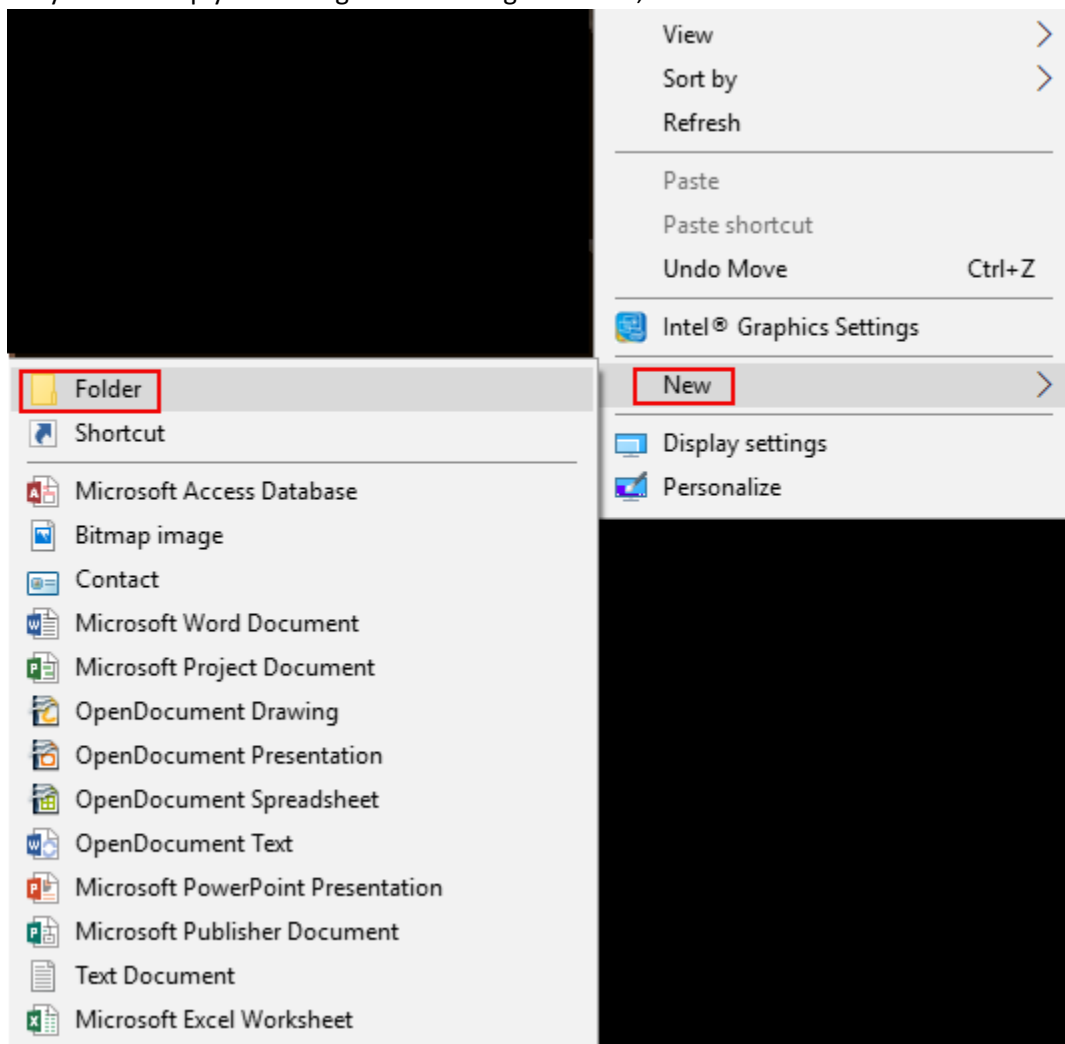 View
Sort by
Refresh
Paste
Paste shortcut
Undo Move Ctrl+Z
Intel® Graphics Settings
New
Display settings
Personalize
Folder
Shortcut
Microsoft Access Database
Bitmap image
Contact
Microsoft Word Document
Microsoft Project Document
OpenDocument Drawing
OpenDocument Presentation
OpenDocument Spreadsheet
OpenDocument Text
Microsoft PowerPoint Presentation
Microsoft Publisher Document
Text Document
Microsoft Excel Worksheet